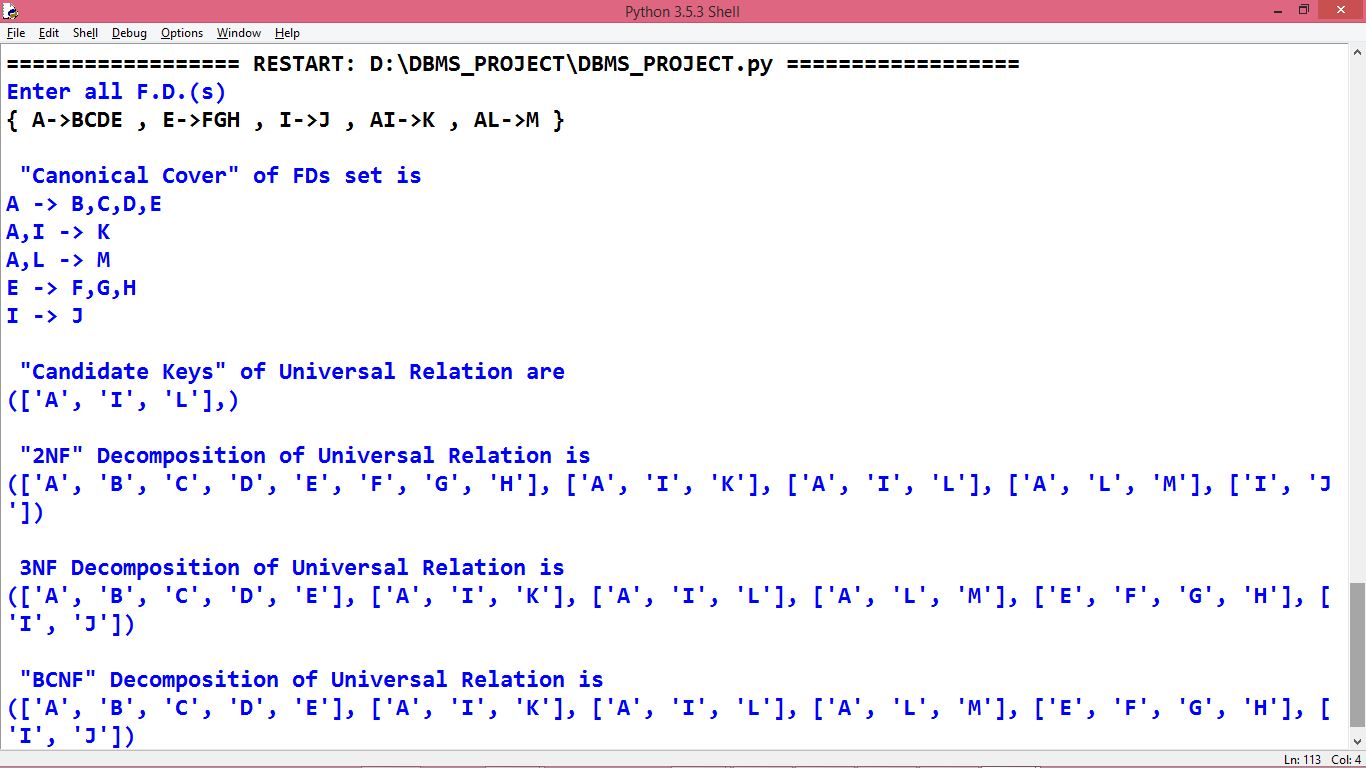 Python 3.5.3 Shell
File Edit Shell Debug Options Window Help
================== RESTART: D:\DBMS_PROJECT\DBMS_PROJECT.py ==================
Enter all F.D.(s)
{ A->BCDE , E->FGH , I->J , AI->K , AL->M }
"Canonical Cover" of FDs set is
A -> B,C,D,E
A,I -> K
A,L -> M
E -> F,G,H
I -> J
"Candidate Keys" of Universal Relation are
(['A', 'I', 'L'],)
"2NF" Decomposition of Universal Relation is
(['A', 'B', 'C', 'D', 'E', 'F', 'G', 'H'], ['A', 'I', 'K'], ['A', 'I', 'L'], ['A', 'L', 'M'], ['I', 'J
'])
3NF Decomposition of Universal Relation is
(['A', 'B', 'C', 'D', 'E'], ['A', 'I', 'K'], ['A', 'I', 'L'], ['A', 'L', 'M'], ['E', 'F', 'G', 'H'], [
'I', 'J'])
"BCNF" Decomposition of Universal Relation is
(['A', 'B', 'C', 'D', 'E'], ['A', 'I', 'K'], ['A', 'I', 'L'], ['A', 'L', 'M'], ['E', 'F', 'G', 'H'], [
'I', 'J'])
Ln: 113 Col: 4